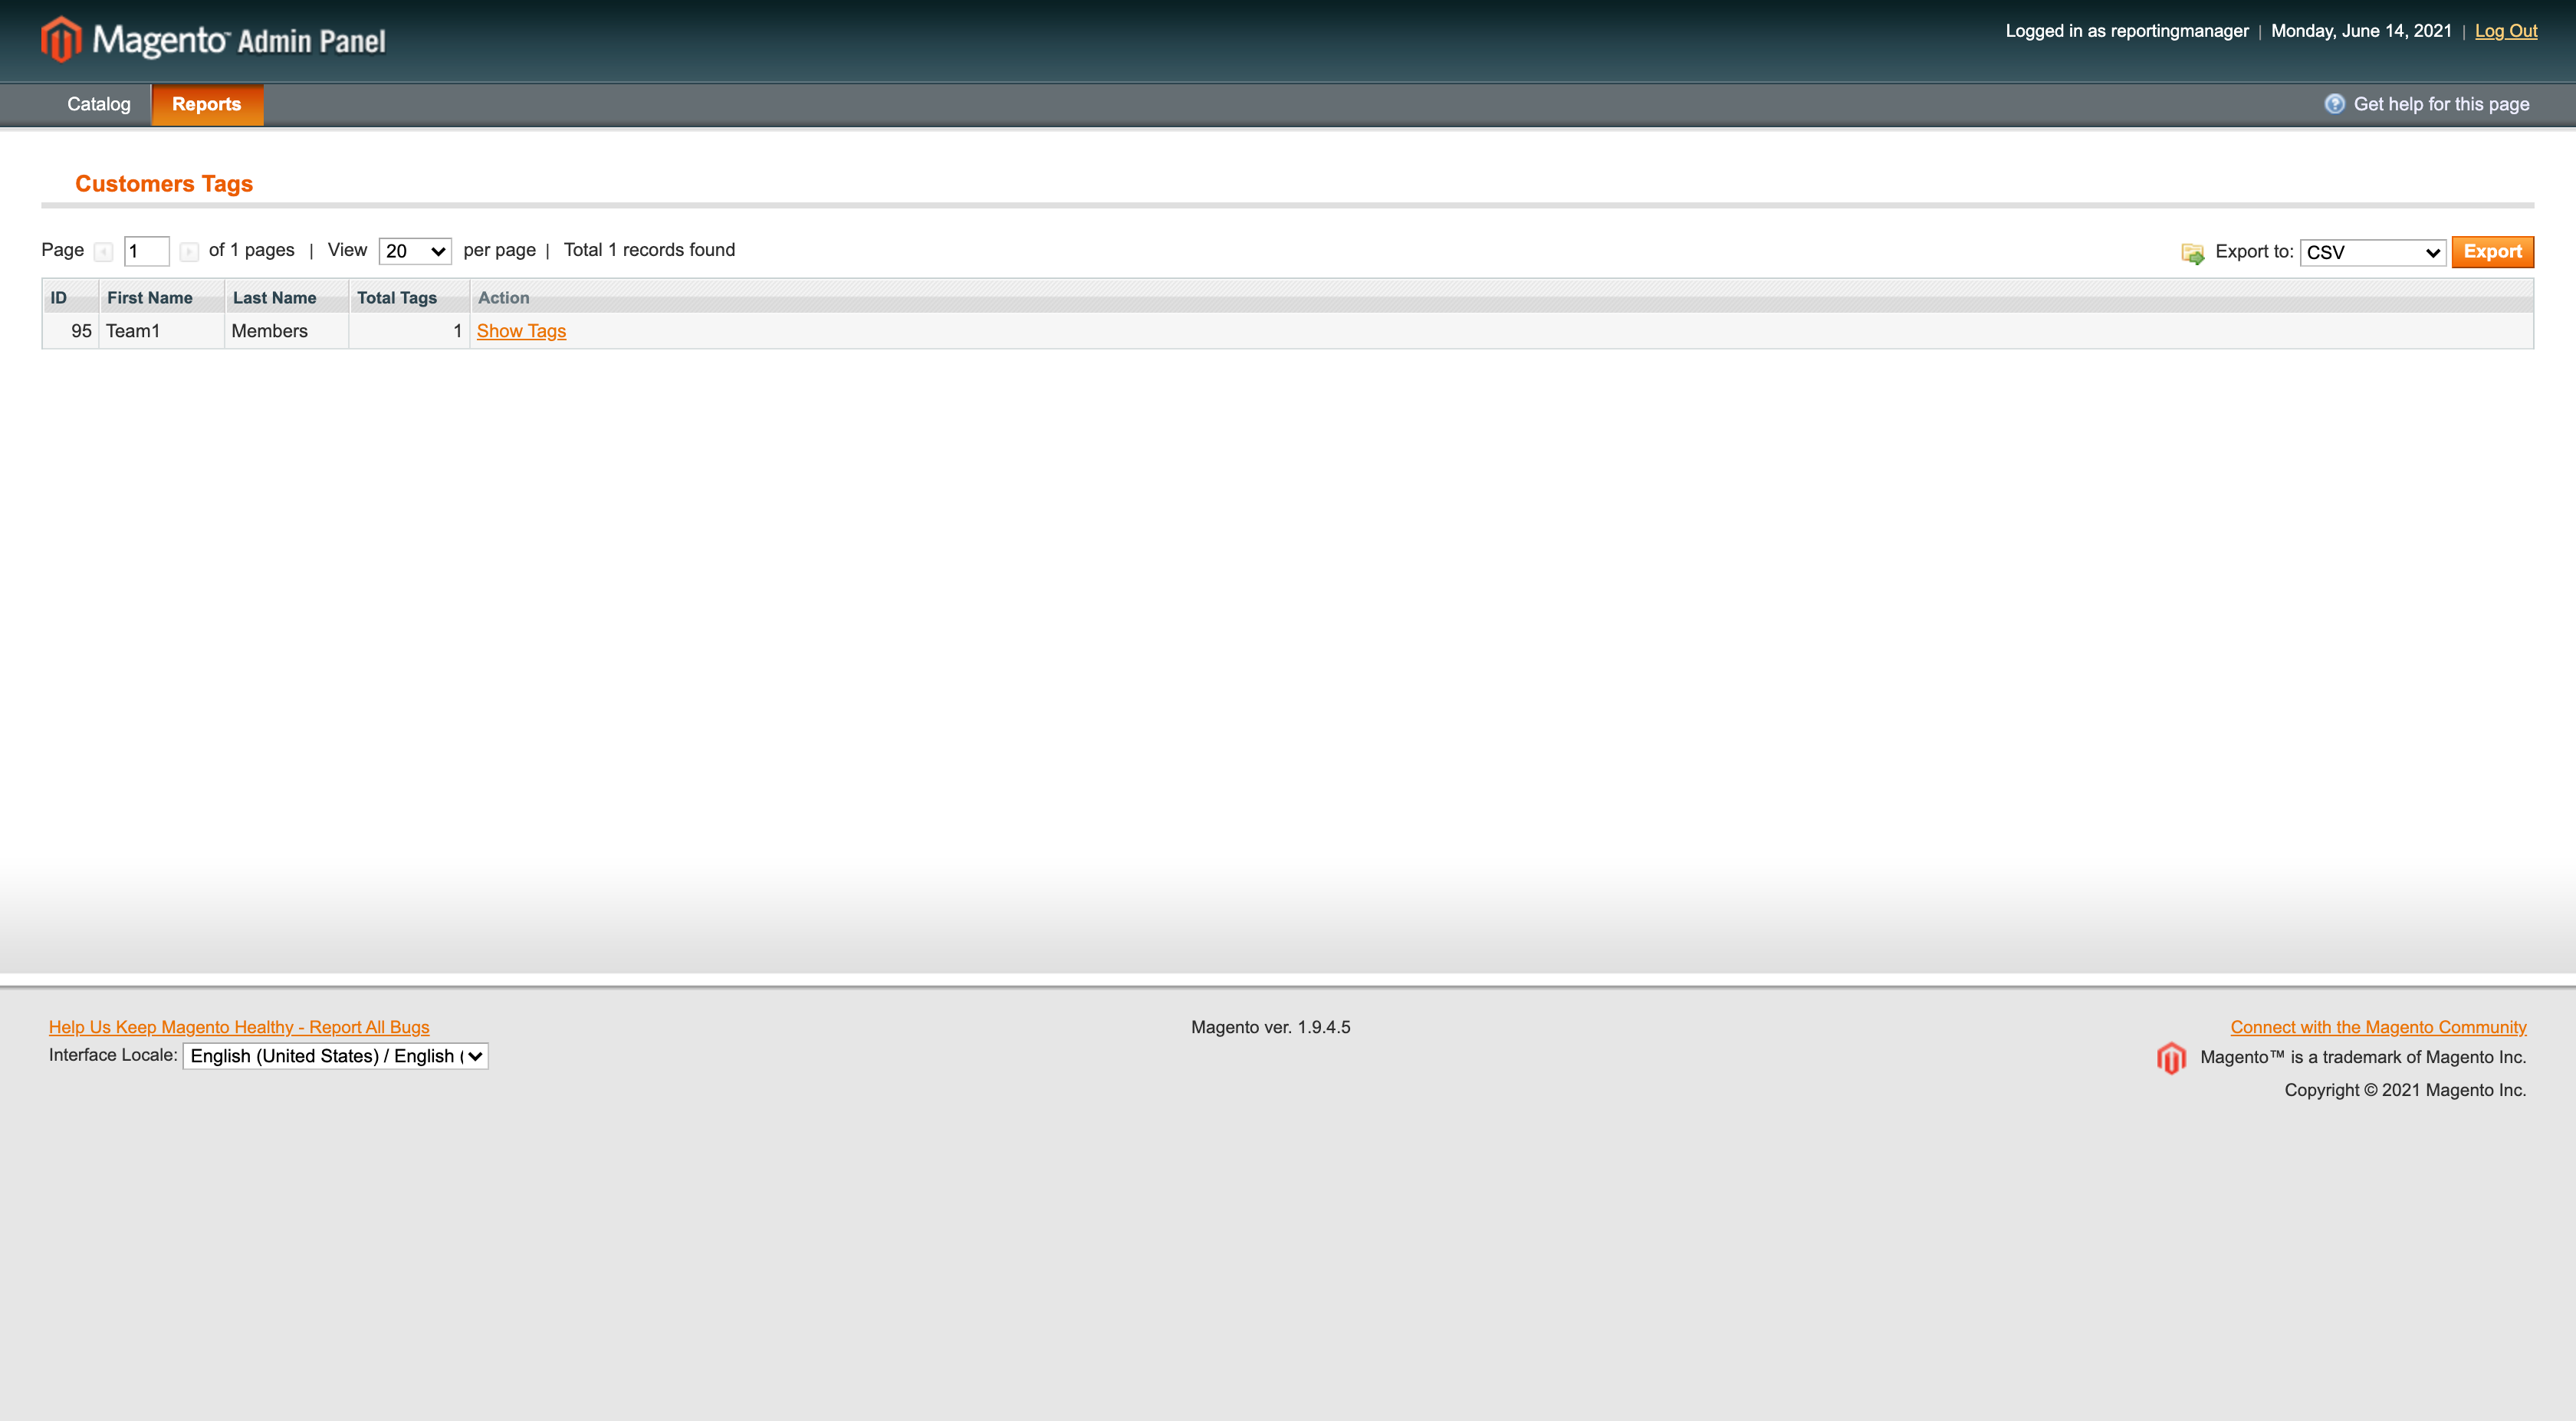 Magento™ Admin Panel
Logged in as reportingmanager | Monday, June 14, 2021 | Log Out
Catalog Reports Get help for this page
Customers Tags
Page 1 of 1 pages | View 20 per page | Total 1 records found Export to: CSV Export
ID First Name Last Name Total Tags Action
95 Team1 Members 1 Show Tags
Help Us Keep Magento Healthy - Report All Bugs Magento ver. 1.9.4.5 Connect with the Magento Community
Interface Locale: English (United States) / English ( Magento™ is a trademark of Magento Inc.
Copyright © 2021 Magento Inc.